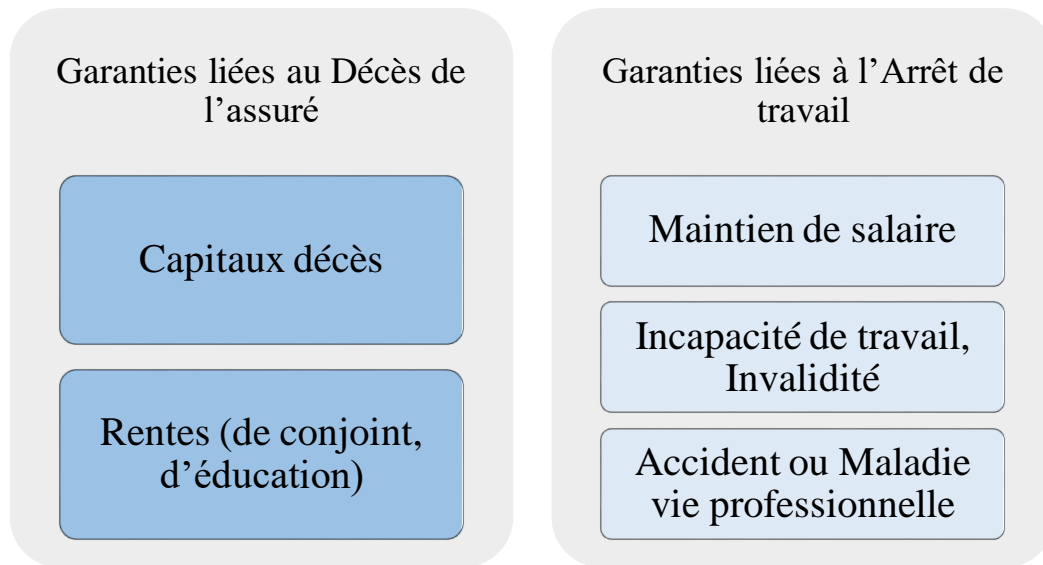 Garanties liées au Décès de
l’assuré
Capitaux décès
Rentes (de conjoint,
d’éducation)
Garanties liées à l’Arrêt de
travail
Maintien de salaire
Incapacité de travail,
Invalidité
Accident ou Maladie
vie professionnelle